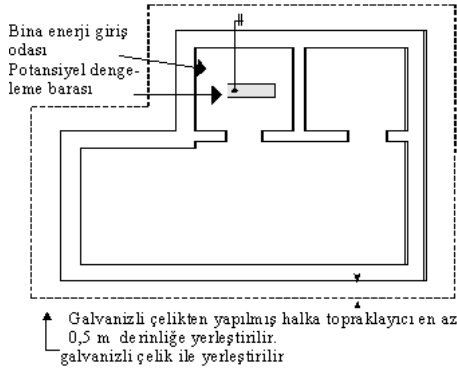 Bina enerji giriş
odası
Potansiyel denge-
leme barası
Galvanizli çelikten yapılmış halka topraklayıcı en az
0,5 m derinliğe yerleştirilir.
galvanizli çelik ile yerleştirilir